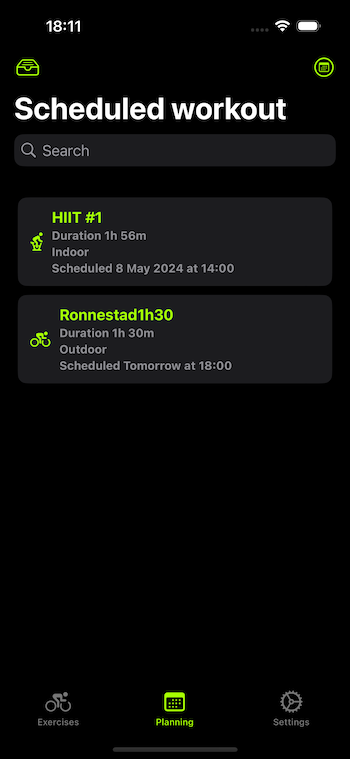 18:11
Scheduled workout
Search
HIIT #1
Duration 1h 56m
Indoor
Scheduled 8 May 2024 at 14:00
Ronnestad1h30
Duration 1h 30m
Outdoor
Scheduled Tomorrow at 18:00
Exercises
Planning
Settings